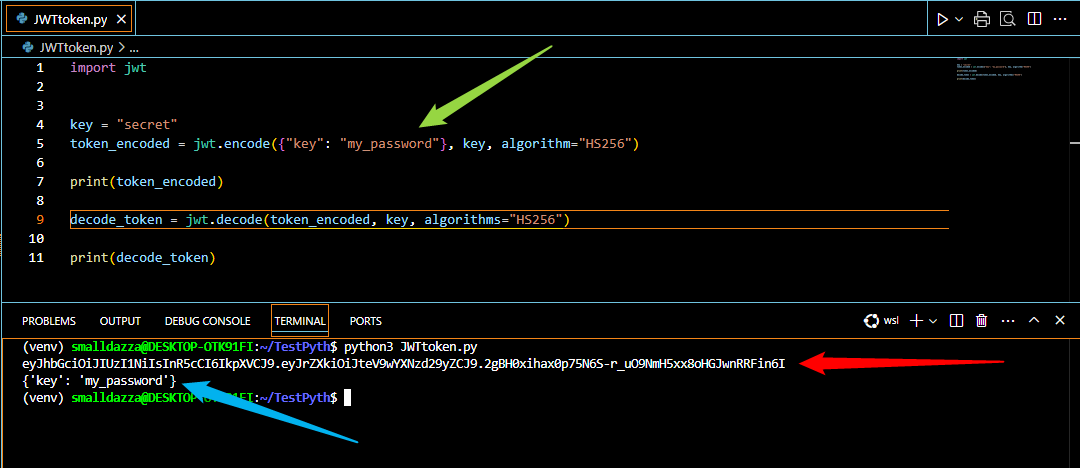 JWTtoken.py
JWTtoken.py > ...
1 import jwt
2
3
4 key = "secret"
5 token_encoded = jwt.encode({"key": "my_password"}, key, algorithm="HS256")
6
7 print(token_encoded)
8
9 decode_token = jwt.decode(token_encoded, key, algorithms="HS256")
10
11 print(decode_token)
PROBLEMS OUTPUT DEBUG CONSOLE TERMINAL PORTS wsl
(venv) smalldazza@DESKTOP-OTK91FI:~/TestPyth$ python3 JWTtoken.py
eyJhbGciOiJIUzI1NiIsInR5cCI6IkpXVCJ9.eyJrZXkiOiJteV9wYXNzd29yZCJ9.2gBH0xihax0p75N6S-r_uO9NmH5xx8oHGJwnRRFin6I
{'key': 'my_password'}
(venv) smalldazza@DESKTOP-OTK91FI:~/TestPyth$